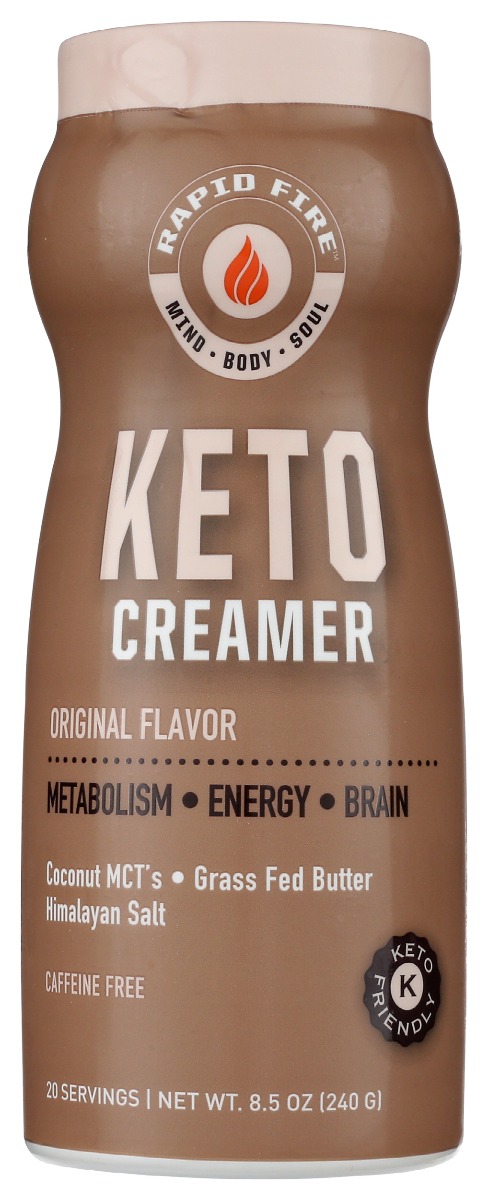 RAPID FIRE™
MIND • BODY • SOUL
KETO
CREAMER
ORIGINAL FLAVOR
METABOLISM • ENERGY • BRAIN
Coconut MCT's • Grass Fed Butter
Himalayan Salt
CAFFEINE FREE
KETO
K
FRIENDLY
20 SERVINGS | NET WT. 8.5 OZ (240 G)